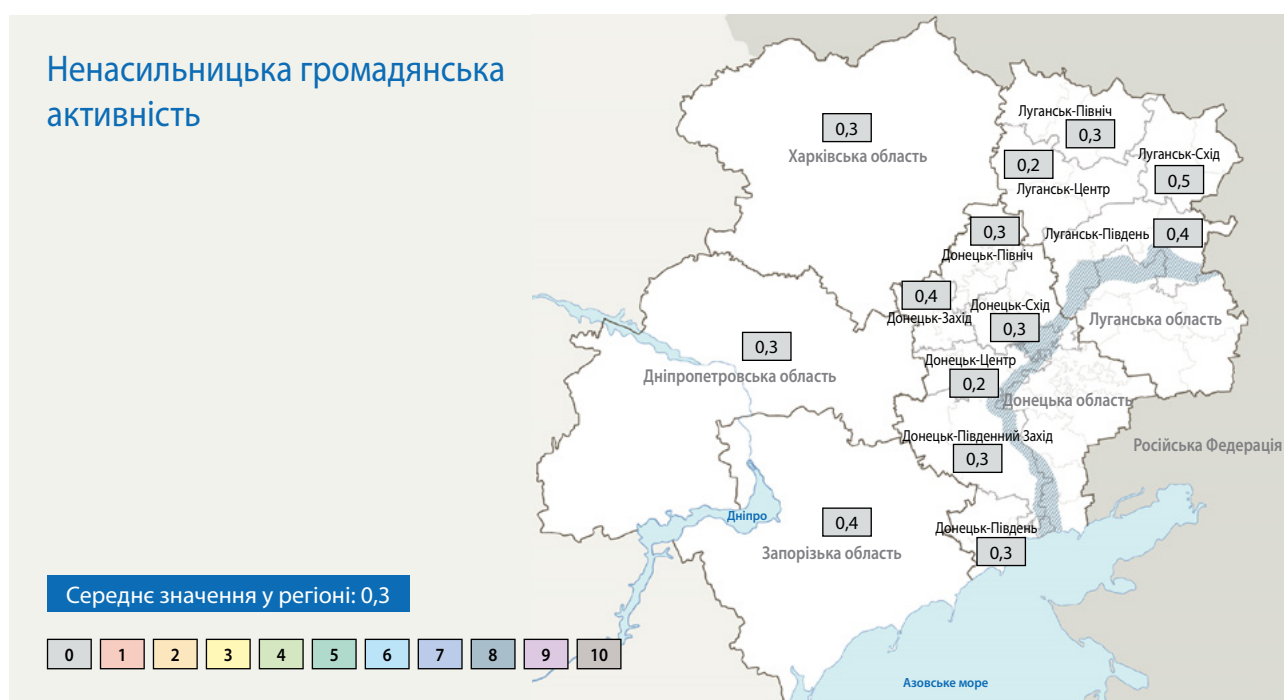 Ненасильницька громадянська
активність
0,3
Харківська область
Луганськ-Північ
0,3
0,2
Луганськ-Центр
Луганськ-Схід
0,5
Луганськ-Південь
0,4
0,3
Донецьк-Північ
0,4
Донецьк-Захід
Донецьк-Схід
0,3
Луганська область
0,3
Дніпропетровська область
Донецьк-Центр
0,2
Донецька область
Донецьк-Південний Захід
0,3
Російська Федерація
Дніпро
0,4
Запорізька область
Донецьк-Південь
0,3
Середнє значення у регіоні: 0,3
0 1 2 3 4 5 6 7 8 9 10
Азовське море